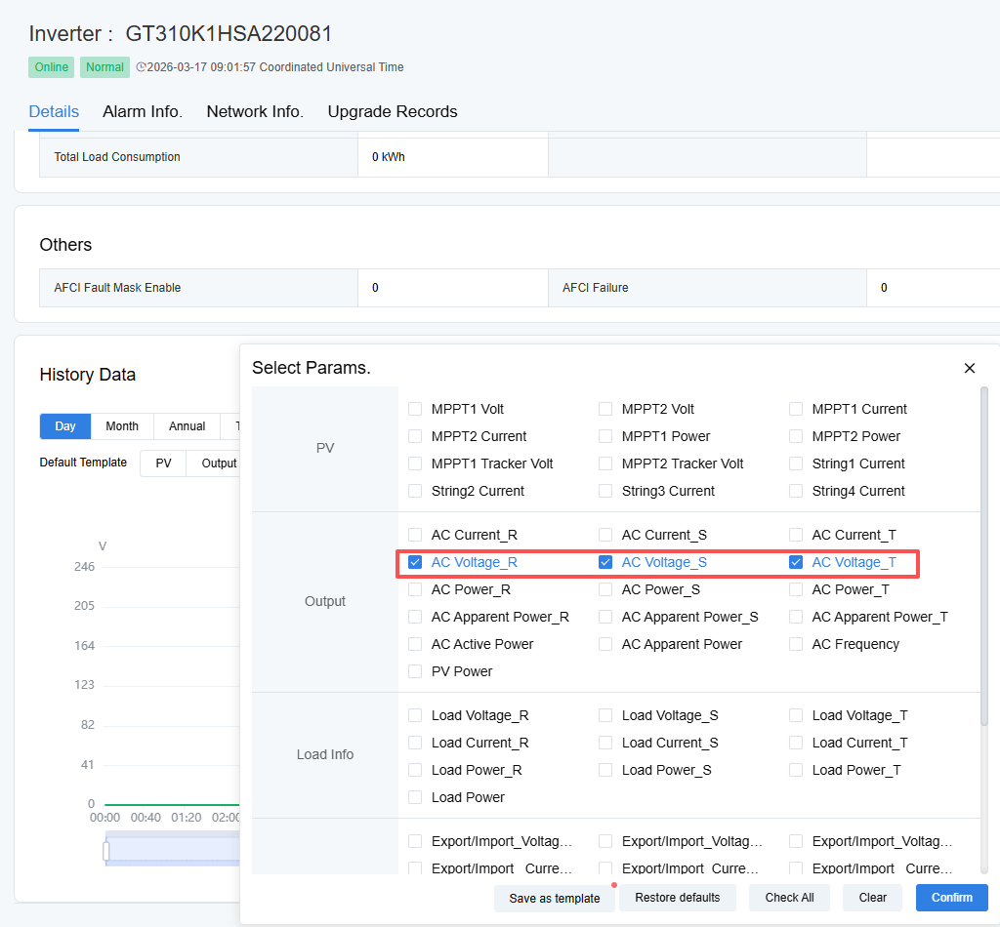 Inverter : GT310K1HSA220081
Online Normal 2026-03-17 09:01:57 Coordinated Universal Time
Details Alarm Info. Network Info. Upgrade Records
Total Load Consumption 0 kWh
Others
AFCI Fault Mask Enable 0 AFCI Failure 0
History Data
Day Month Annual
Default Template PV Output
V
246
205
164
123
82
41
0
00:00 00:40 01:20 02:00
Select Params.
PV
MPPT1 Volt MPPT2 Volt MPPT1 Current
MPPT2 Current MPPT1 Power MPPT2 Power
MPPT1 Tracker Volt MPPT2 Tracker Volt String1 Current
String2 Current String3 Current String4 Current
Output
AC Current_R AC Current_S AC Current_T
AC Voltage_R AC Voltage_S AC Voltage_T
AC Power_R AC Power_S AC Power_T
AC Apparent Power_R AC Apparent Power_S AC Apparent Power_T
AC Active Power AC Apparent Power AC Frequency
PV Power
Load Info
Load Voltage_R Load Voltage_S Load Voltage_T
Load Current_R Load Current_S Load Current_T
Load Power_R Load Power_S Load Power_T
Load Power
Export/Import_Voltag... Export/Import_Voltag... Export/Import_Voltag...
Export/Import_ Curre... Export/Import_ Curre... Export/Import_ Curre...
Save as template Restore defaults Check All Clear Confirm